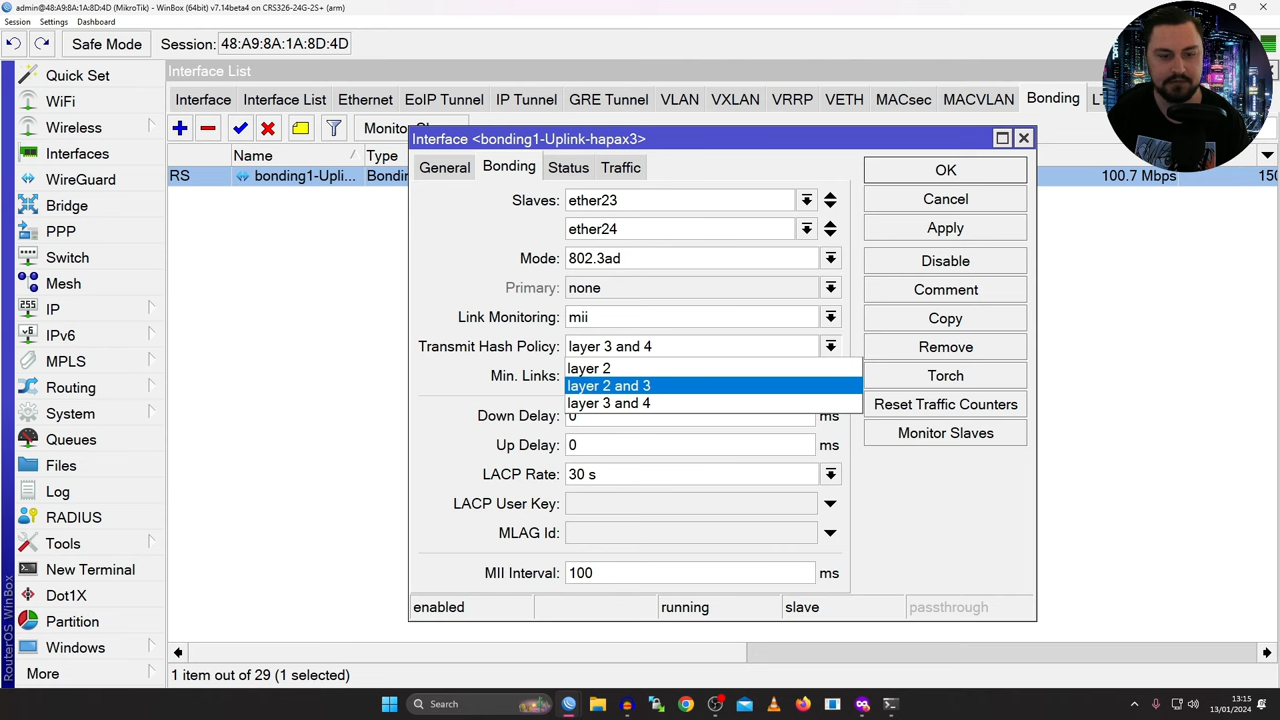 admin@48:A9:8A:1A:8D:4D (MikroTik) - WinBox (64bit) v7.14beta6 on CRS326-24G-2S+ (arm)
Session Settings Dashboard
Safe Mode Session: 48:A9:8A:1A:8D:4D
Quick Set
WiFi
Wireless
Interfaces
WireGuard
Bridge
PPP
Switch
Mesh
IP
IPv6
MPLS
Routing
System
Queues
Files
Log
RADIUS
Tools
New Terminal
Dot1X
Partition
Windows
More
RouterOS WinBox
Interface List
Interface Interface List Ethernet EoIP Tunnel IP Tunnel GRE Tunnel VLAN VXLAN VRRP VETH MACsec MACVLAN Bonding
Name Type
RS bonding1-Upli... 100.7 Mbps
Interface <bonding1-Uplink-hapax3>
General Bonding Status Traffic
Slaves: ether23
ether24
Mode: 802.3ad
Primary: none
Link Monitoring: mii
Transmit Hash Policy: layer 3 and 4
layer 2
Min. Links: layer 2 and 3
layer 3 and 4
Down Delay: 0 ms
Up Delay: 0 ms
LACP Rate: 30 s
LACP User Key:
MLAG Id:
MII Interval: 100 ms
enabled running slave passthrough
OK
Cancel
Apply
Disable
Comment
Copy
Remove
Torch
Reset Traffic Counters
Monitor Slaves
1 item out of 29 (1 selected)
Search
13:15
13/01/2024